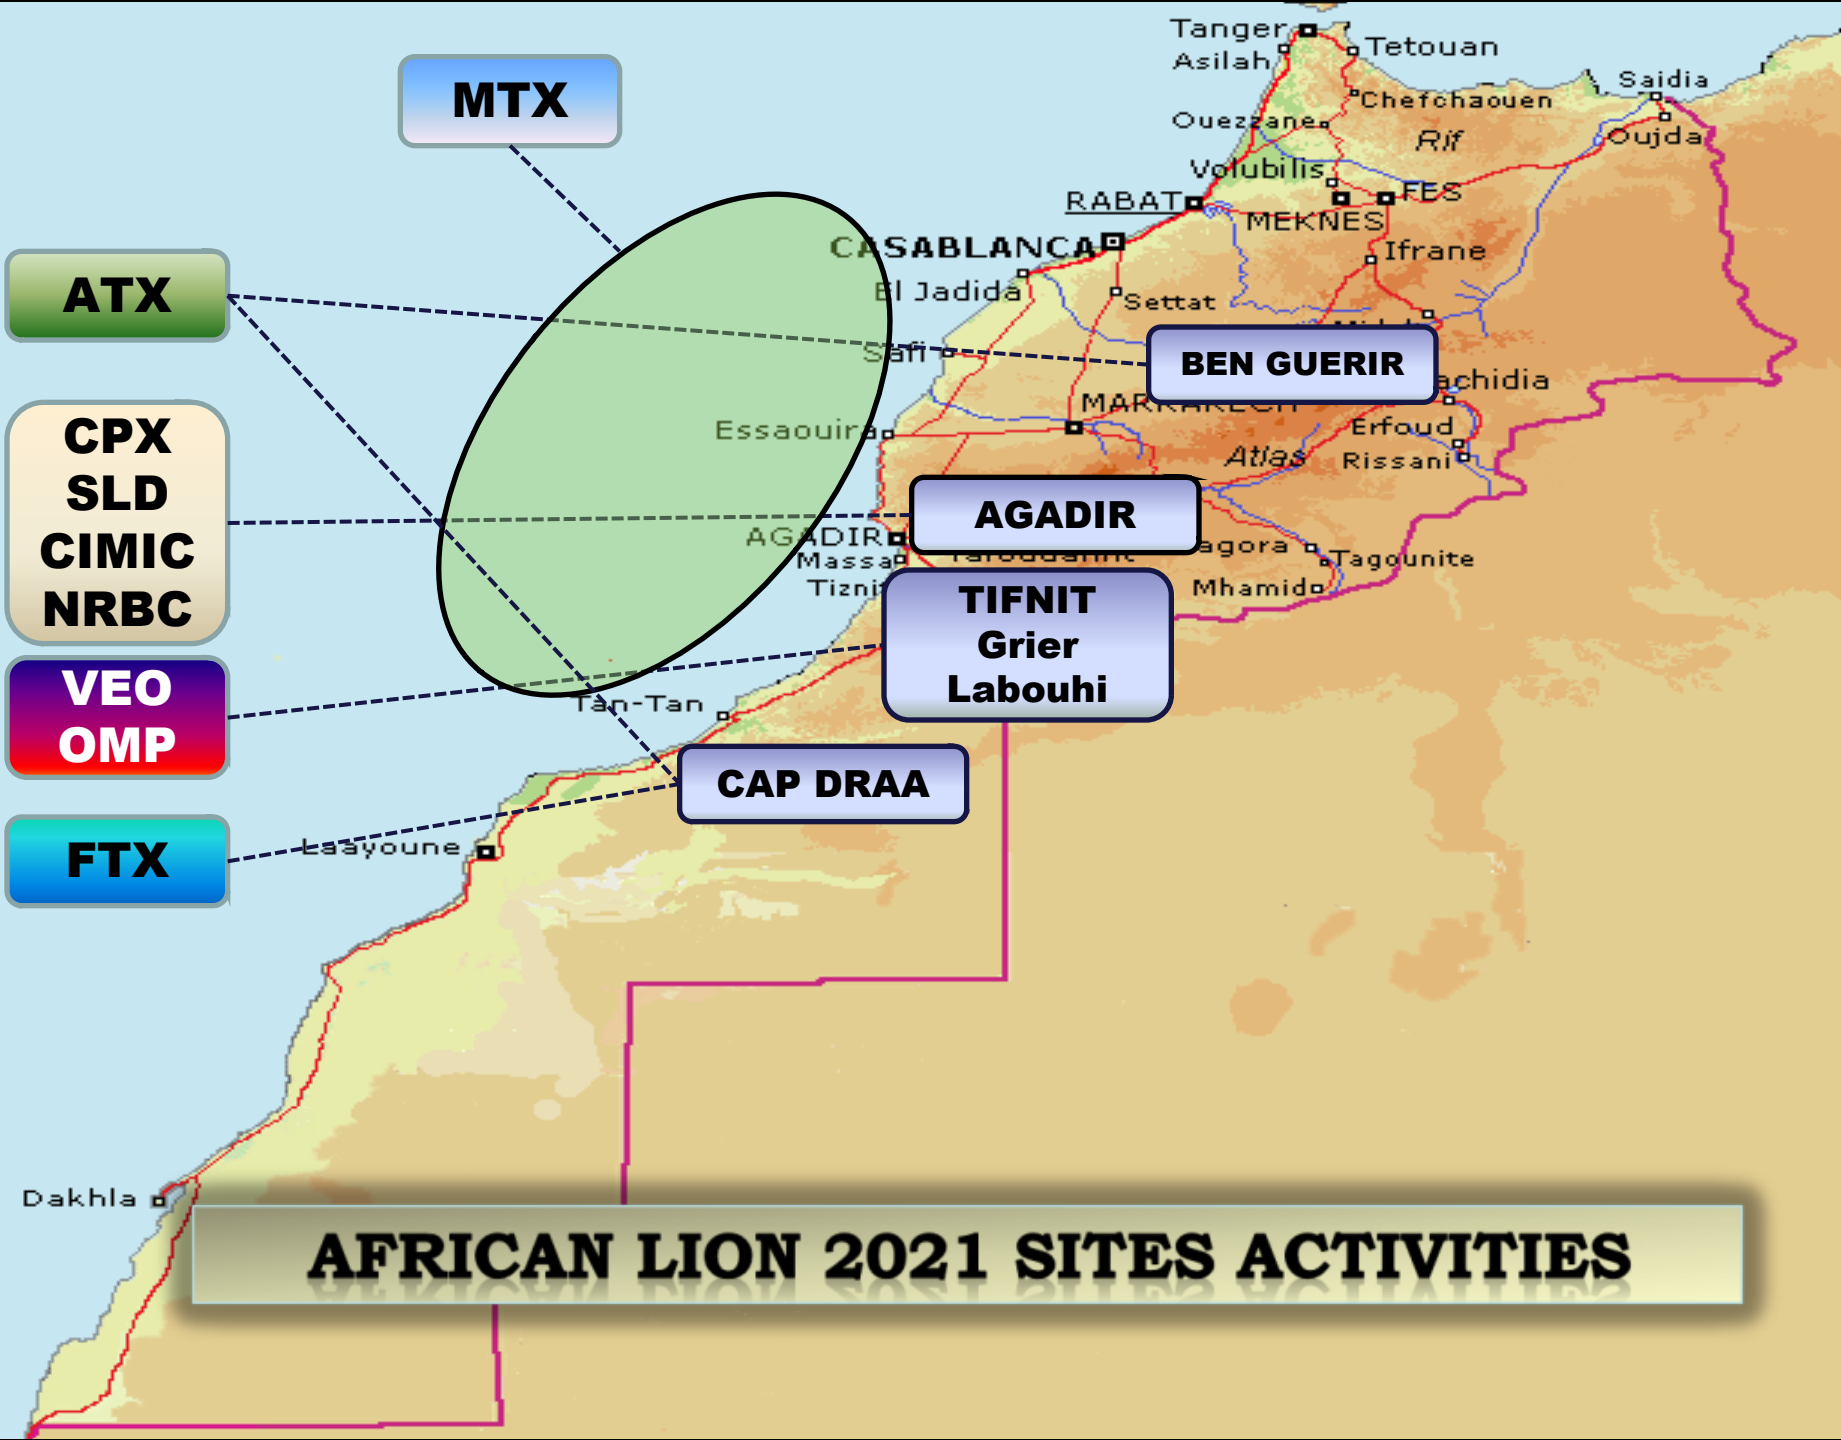 Tanger
Tetouan
Asilah
Saidia
MTX
Chefchaouen
Ouezzane
Rif
Oujda
Volubilis
RABAT
FES
MEKNES
CASABLANCA
Ifrane
ATX
El Jadida
Settat
Safi
BEN GUERIR
achidia
MARRAKECH
CPX
SLD
CIMIC
NRBC
Essaouira
Erfoud
Atlas
Rissani
AGADIR
AGADIR
Massa
Taroudannt
agora
Tagounite
Tizni
Mhamid
TIFNIT
Grier
Labouhi
VEO
OMP
Tan-Tan
CAP DRAA
FTX
Laayoune
Dakhla
AFRICAN LION 2021 SITES ACTIVITIES